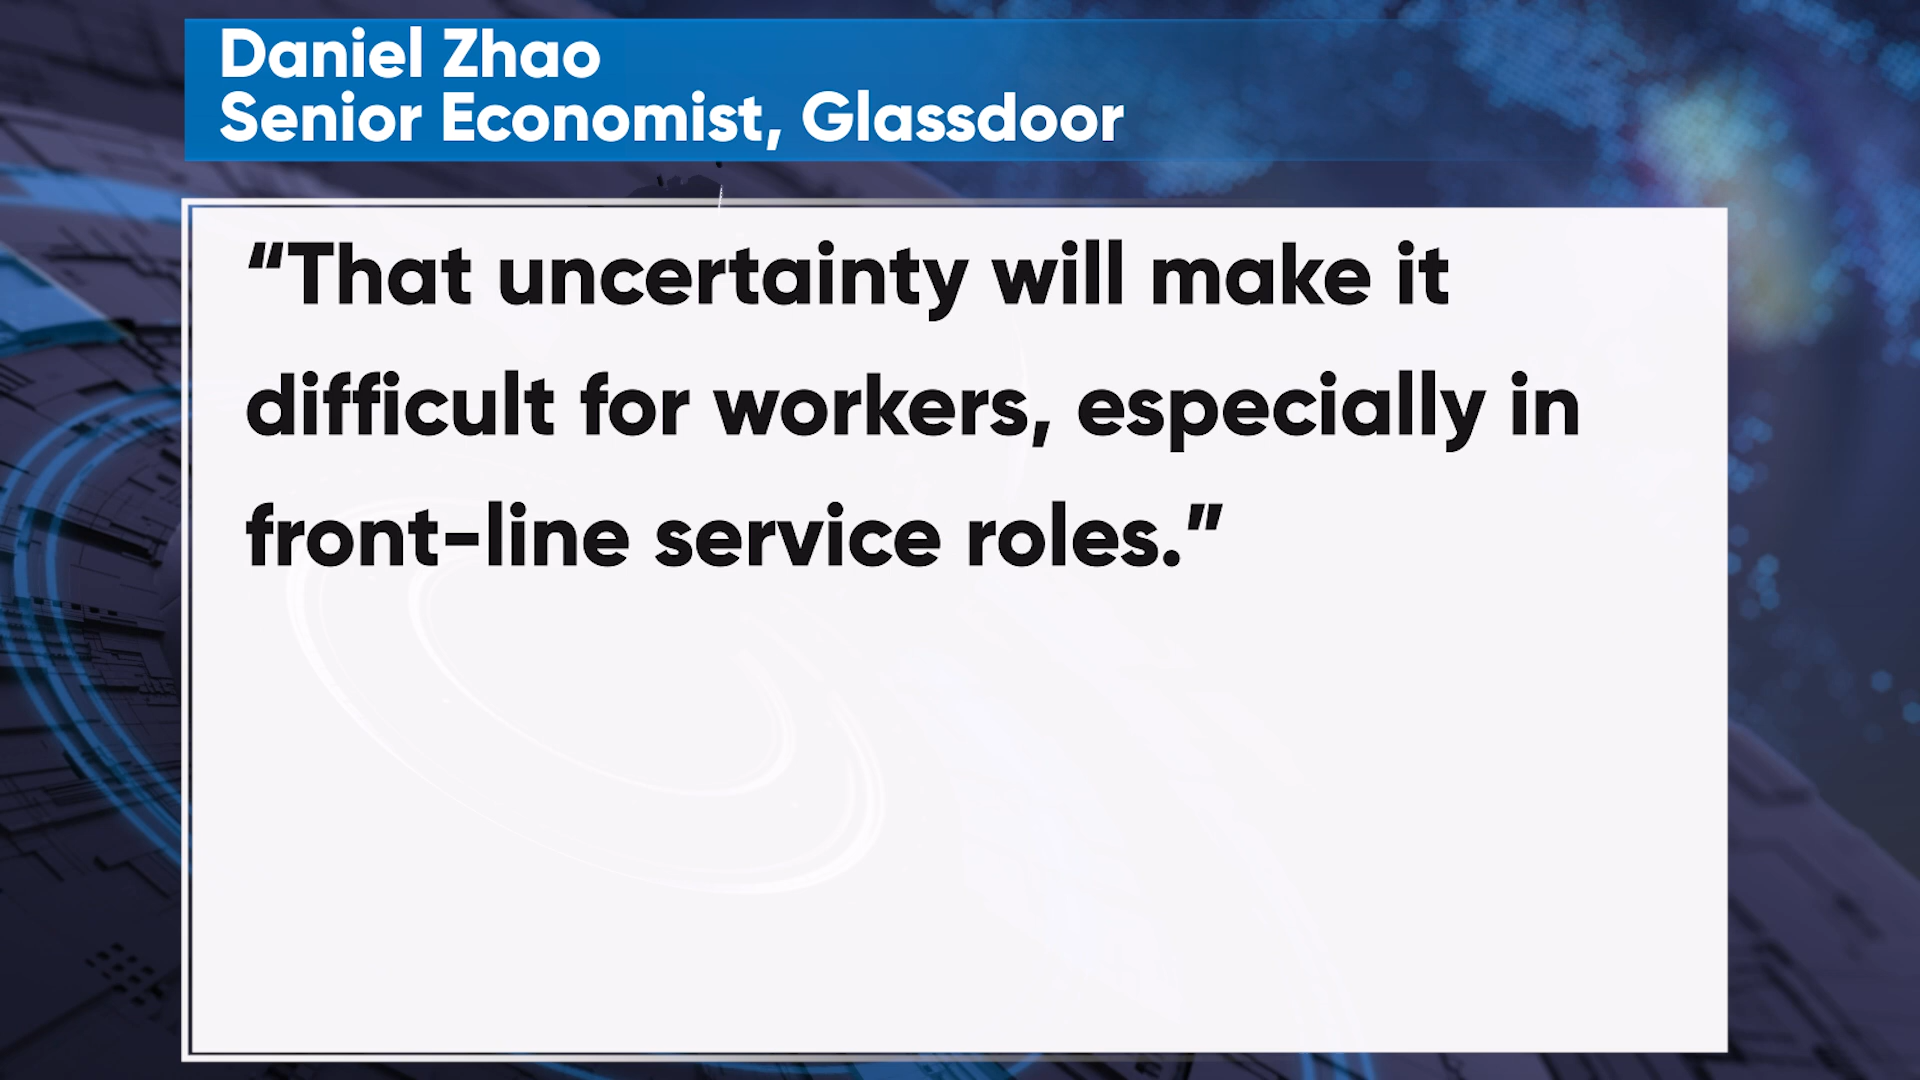 Daniel Zhao
Senior Economist, Glassdoor
“That uncertainty will make it
difficult for workers, especially in
front-line service roles.”